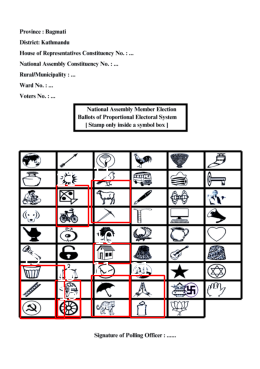 Province : Bagmati
District: Kathmandu
House of Representatives Constituency No. : ...
National Assembly Constituency No. : ...
Rural/Municipality : ...
Ward No. : ...
Voters No. : ...
National Assembly Member Election
Ballots of Proportional Electoral System
[ Stamp only inside a symbol box ]
Signature of Polling Officer : ......